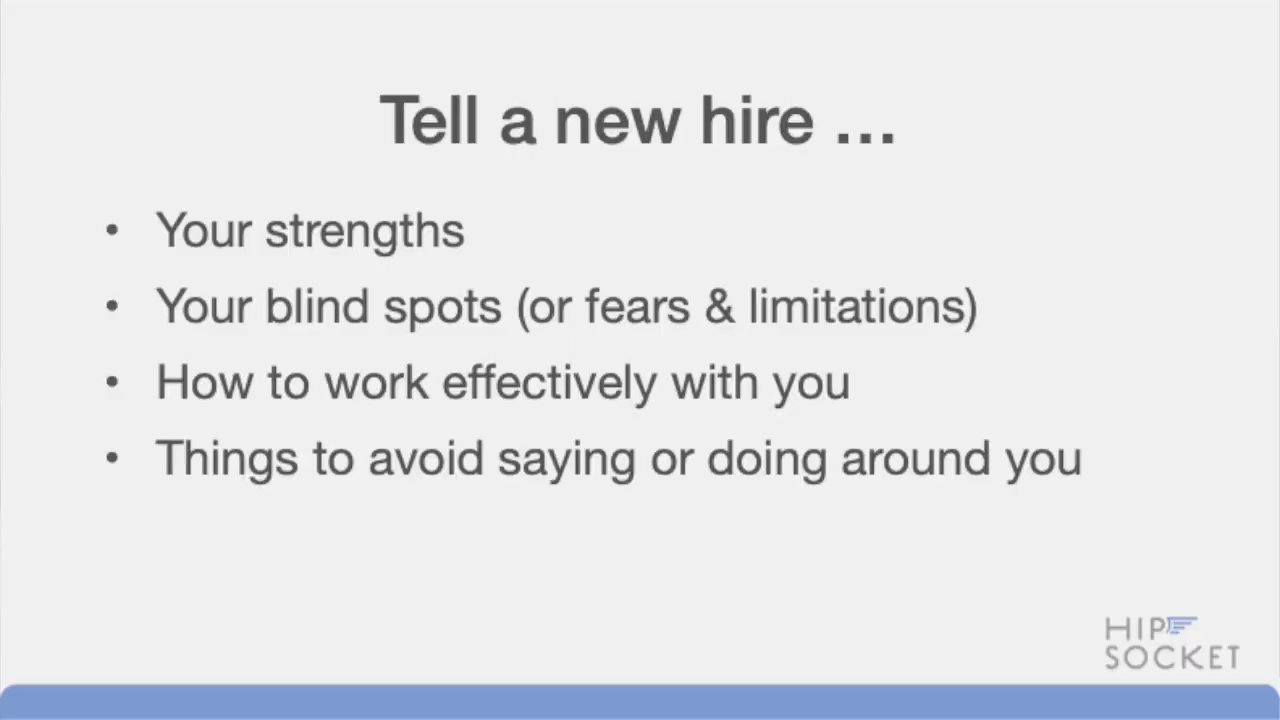 Tell a new hire …
• Your strengths
• Your blind spots (or fears & limitations)
• How to work effectively with you
• Things to avoid saying or doing around you
HIP
SOCKET